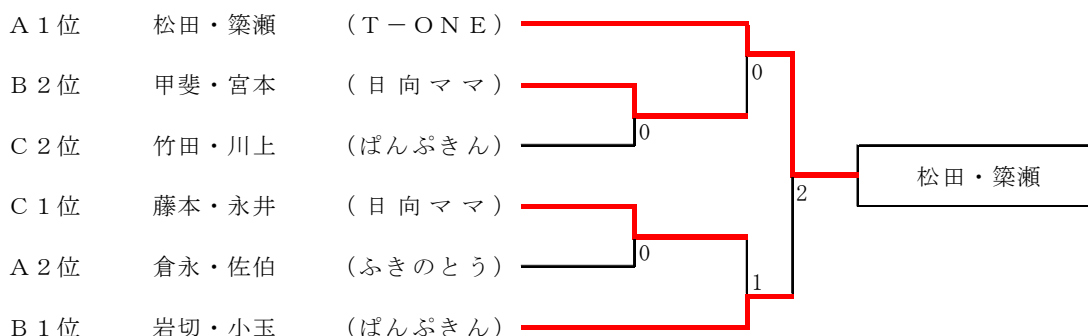 A1位 松田・簗瀬 (T-ONE)
0
B2位 甲斐・宮本 (日向ママ)
0
C2位 竹田・川上 (ぱんぷきん)
松田・簗瀬
2
C1位 藤本・永井 (日向ママ)
0
A2位 倉永・佐伯 (ふきのとう)
1
B1位 岩切・小玉 (ぱんぷきん)